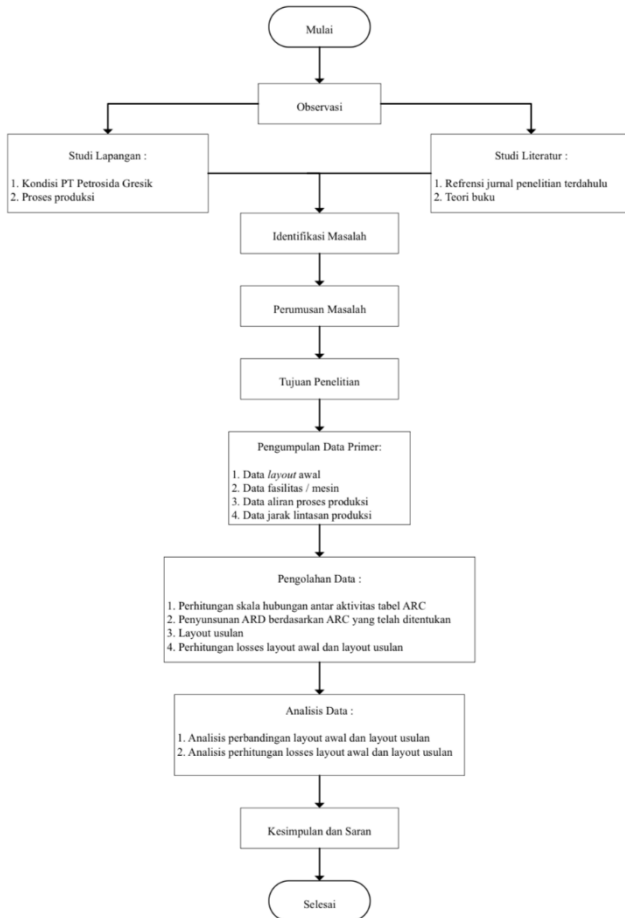 Mulai
Observasi
Studi Lapangan :
1. Kondisi PT Petrosida Gresik
2. Proses produksi
Studi Literatur :
1. Refrensi jurnal penelitian terdahulu
2. Teori buku
Identifikasi Masalah
Perumusan Masalah
Tujuan Penelitian
Pengumpulan Data Primer:
1. Data layout awal
2. Data fasilitas / mesin
3. Data aliran proses produksi
4. Data jarak lintasan produksi
Pengolahan Data :
1. Perhitungan skala hubungan antar aktivitas tabel ARC
2. Penyunsunan ARD berdasarkan ARC yang telah ditentukan
3. Layout usulan
4. Perhitungan losses layout awal dan layout usulan
Analisis Data :
1. Analisis perbandingan layout awal dan layout usulan
2. Analisis perhitungan losses layout awal dan layout usulan
Kesimpulan dan Saran
Selesai